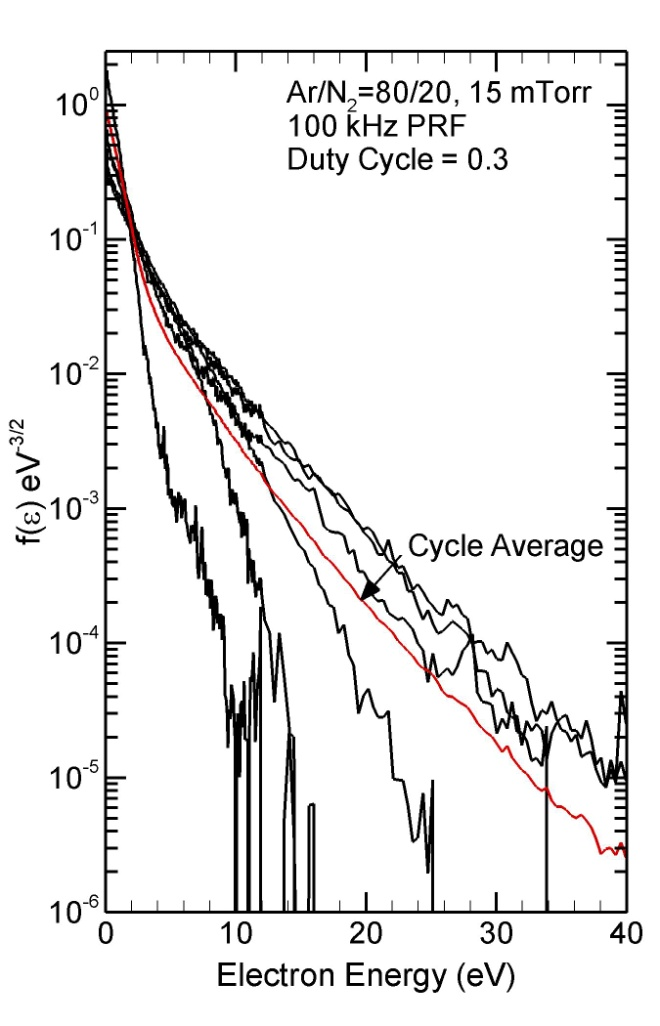 Ar/N₂=80/20, 15 mTorr
100 kHz PRF
Duty Cycle = 0.3
10⁰
10⁻¹
10⁻²
10⁻³
10⁻⁴
10⁻⁵
10⁻⁶
f(ε) eV⁻³/²
Cycle Average
0 10 20 30 40
Electron Energy (eV)